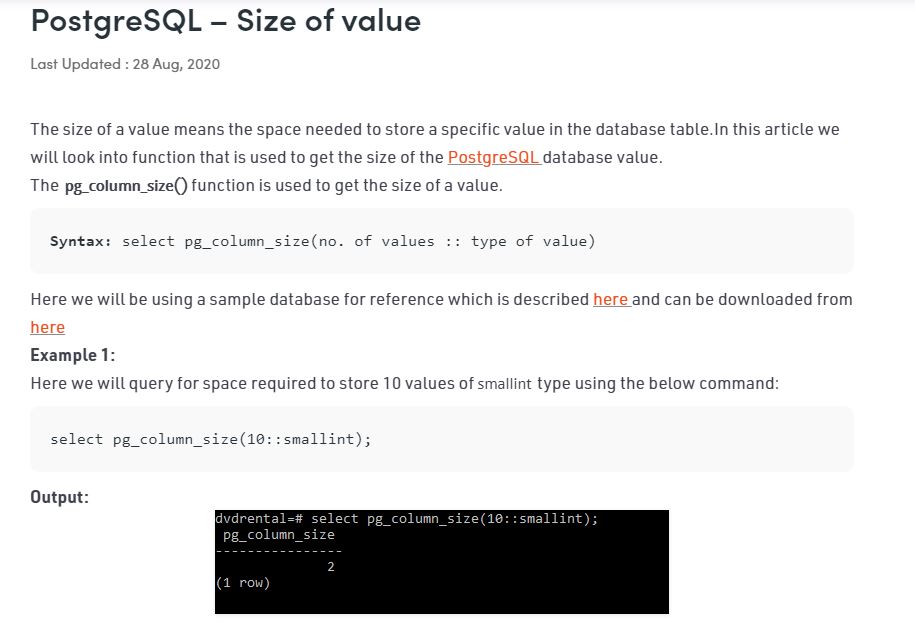 PostgreSQL – Size of value
Last Updated : 28 Aug, 2020
The size of a value means the space needed to store a specific value in the database table.In this article we
will look into function that is used to get the size of the PostgreSQL database value.
The pg_column_size() function is used to get the size of a value.
Syntax: select pg_column_size(no. of values :: type of value)
Here we will be using a sample database for reference which is described here and can be downloaded from
here
Example 1:
Here we will query for space required to store 10 values of smallint type using the below command:
select pg_column_size(10::smallint);
Output:
dvdrental=# select pg_column_size(10::smallint);
pg_column_size
----------------
2
(1 row)